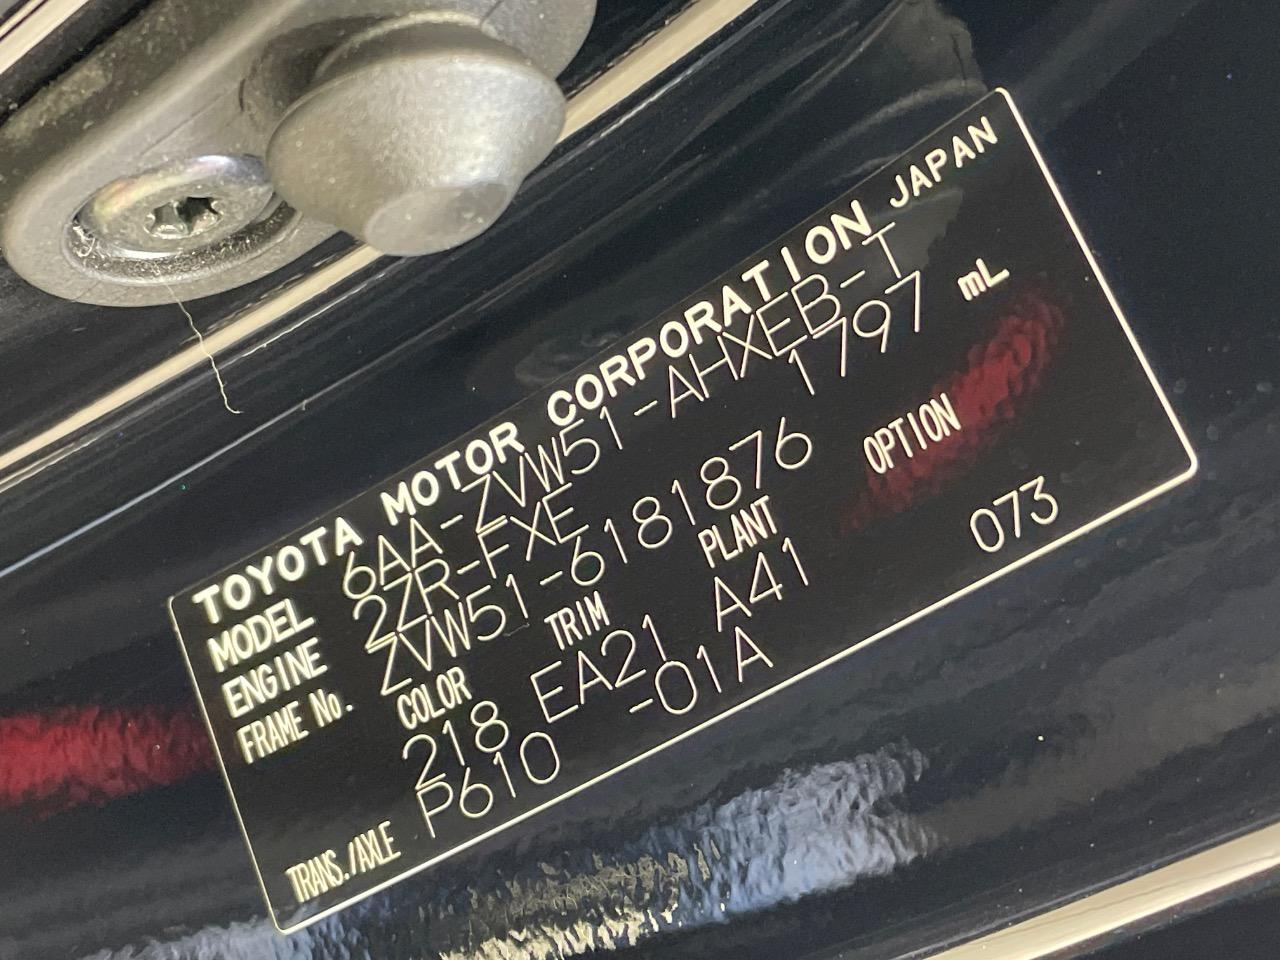 TOYOTA MOTOR CORPORATION JAPAN
MODEL 6AA-ZVW51-AHXEB-T
ENGINE 2ZR-FXE 1797 mL
FRAME No. ZVW51-6181876
COLOR TRIM PLANT OPTION
218 EA21 A41 073
TRANS./AXLE P610 -01A